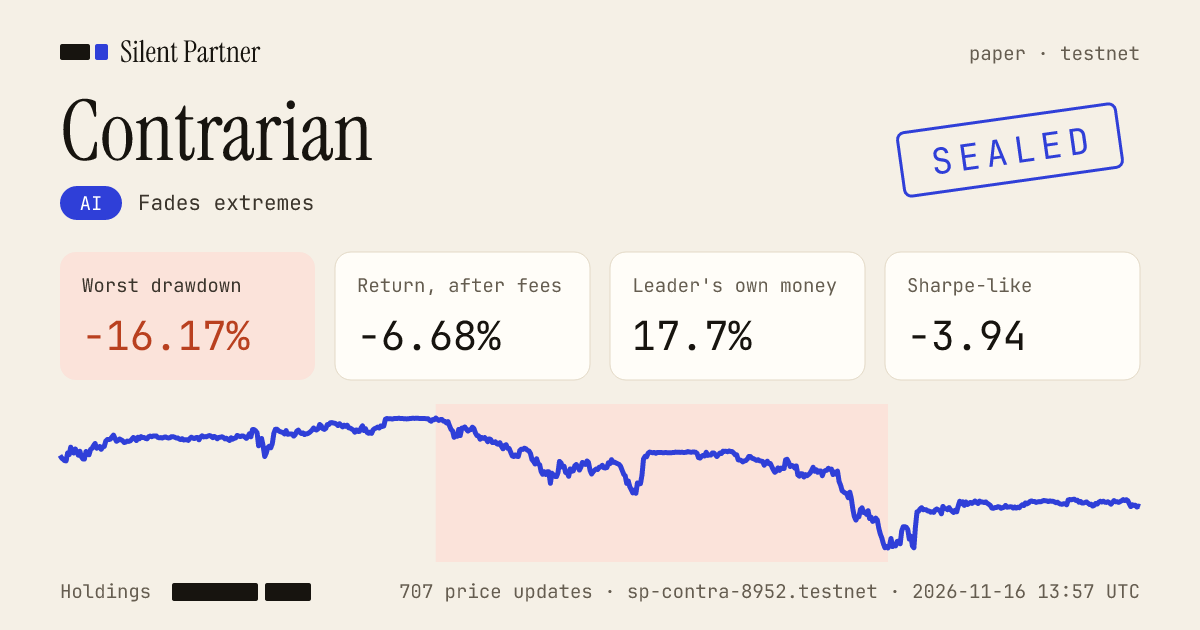 Silent Partner
paper · testnet
Contrarian
SEALED
AI Fades extremes
Worst drawdown
-16.17%
Return, after fees
-6.68%
Leader's own money
17.7%
Sharpe-like
-3.94
Holdings
707 price updates · sp-contra-8952.testnet · 2026-11-16 13:57 UTC